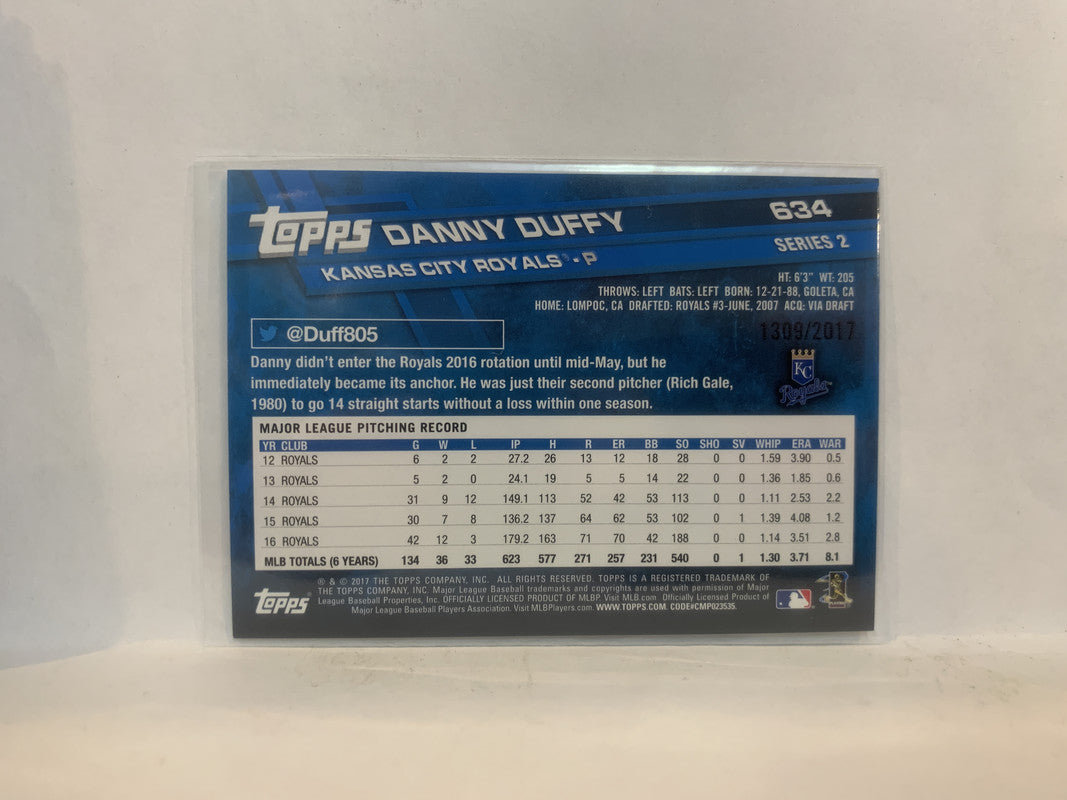 TOPPS DANNY DUFFY 634
KANSAS CITY ROYALS® - P SERIES 2
HT: 6'3" WT: 205
THROWS: LEFT BATS: LEFT BORN: 12-21-88, GOLETA, CA
HOME: LOMPOC, CA DRAFTED: ROYALS #3-JUNE, 2007 ACQ: VIA DRAFT
1309/2017
@Duff805
KC
Royals
Danny didn't enter the Royals 2016 rotation until mid-May, but he
immediately became its anchor. He was just their second pitcher (Rich Gale,
1980) to go 14 straight starts without a loss within one season.
MAJOR LEAGUE PITCHING RECORD
YR CLUB G W L IP H R ER BB SO SHO SV WHIP ERA WAR
12 ROYALS 6 2 2 27.2 26 13 12 18 28 0 0 1.59 3.90 0.5
13 ROYALS 5 2 0 24.1 19 5 5 14 22 0 0 1.36 1.85 0.6
14 ROYALS 31 9 12 149.1 113 52 42 53 113 0 0 1.11 2.53 2.2
15 ROYALS 30 7 8 136.2 137 64 62 53 102 0 1 1.39 4.08 1.2
16 ROYALS 42 12 3 179.2 163 71 70 42 188 0 0 1.14 3.51 2.8
MLB TOTALS (6 YEARS) 134 36 33 623 577 271 257 231 540 0 1 1.30 3.71 8.1
® & © 2017 THE TOPPS COMPANY, INC. ALL RIGHTS RESERVED. TOPPS IS A REGISTERED TRADEMARK OF
THE TOPPS COMPANY, INC. Major League Baseball trademarks and copyrights are used with permission of Major
League Baseball Properties, Inc. OFFICIALLY LICENSED PRODUCT OF MLBP. Visit MLB.com. Officially Licensed Product of
Major League Baseball Players Association. Visit MLBPlayers.com. WWW.TOPPS.COM. CODE#CMP023535.
TOPPS